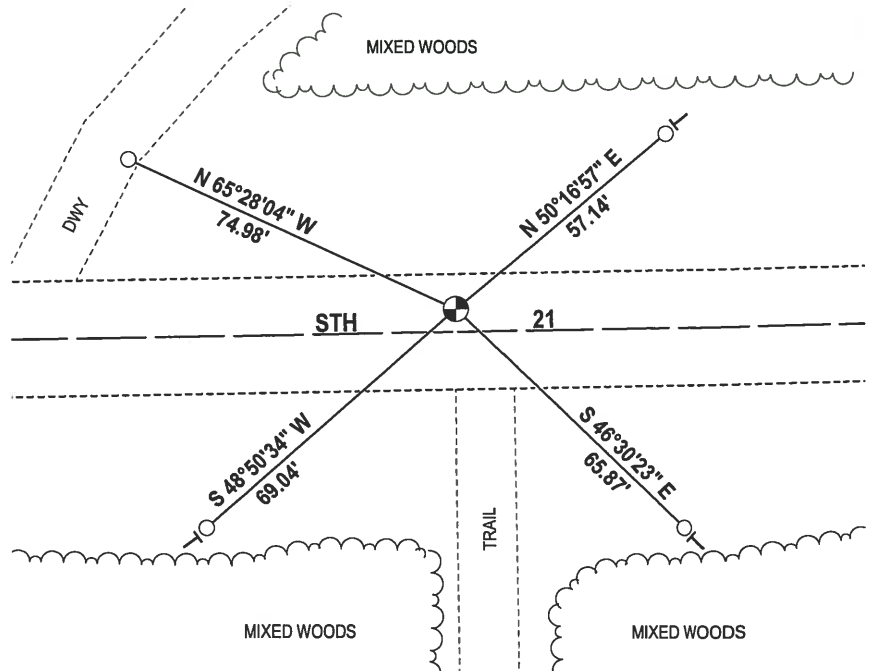 MIXED WOODS
N 65°28'04" W
74.98'
N 50°16'57" E
57.14'
DWY
STH 21
S 48°50'34" W
69.04'
S 46°30'23" E
65.87'
TRAIL
MIXED WOODS
MIXED WOODS